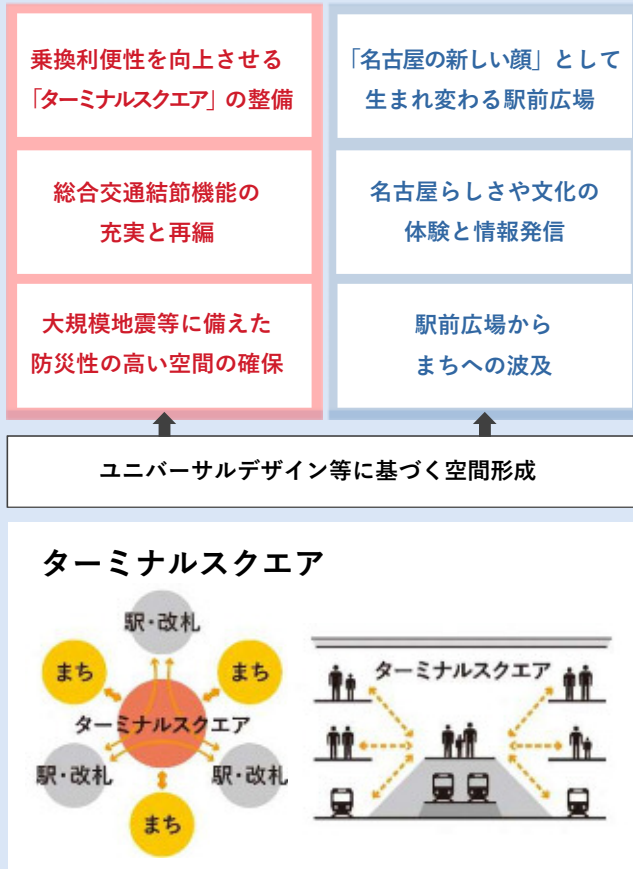 乗換利便性を向上させる
「ターミナルスクエア」の整備
総合交通結節機能の
充実と再編
大規模地震等に備えた
防災性の高い空間の確保
「名古屋の新しい顔」として
生まれ変わる駅前広場
名古屋らしさや文化の
体験と情報発信
駅前広場から
まちへの波及
ユニバーサルデザイン等に基づく空間形成
ターミナルスクエア
駅・改札
まち
まち
ターミナルスクエア
駅・改札
駅・改札
まち
ターミナルスクエア